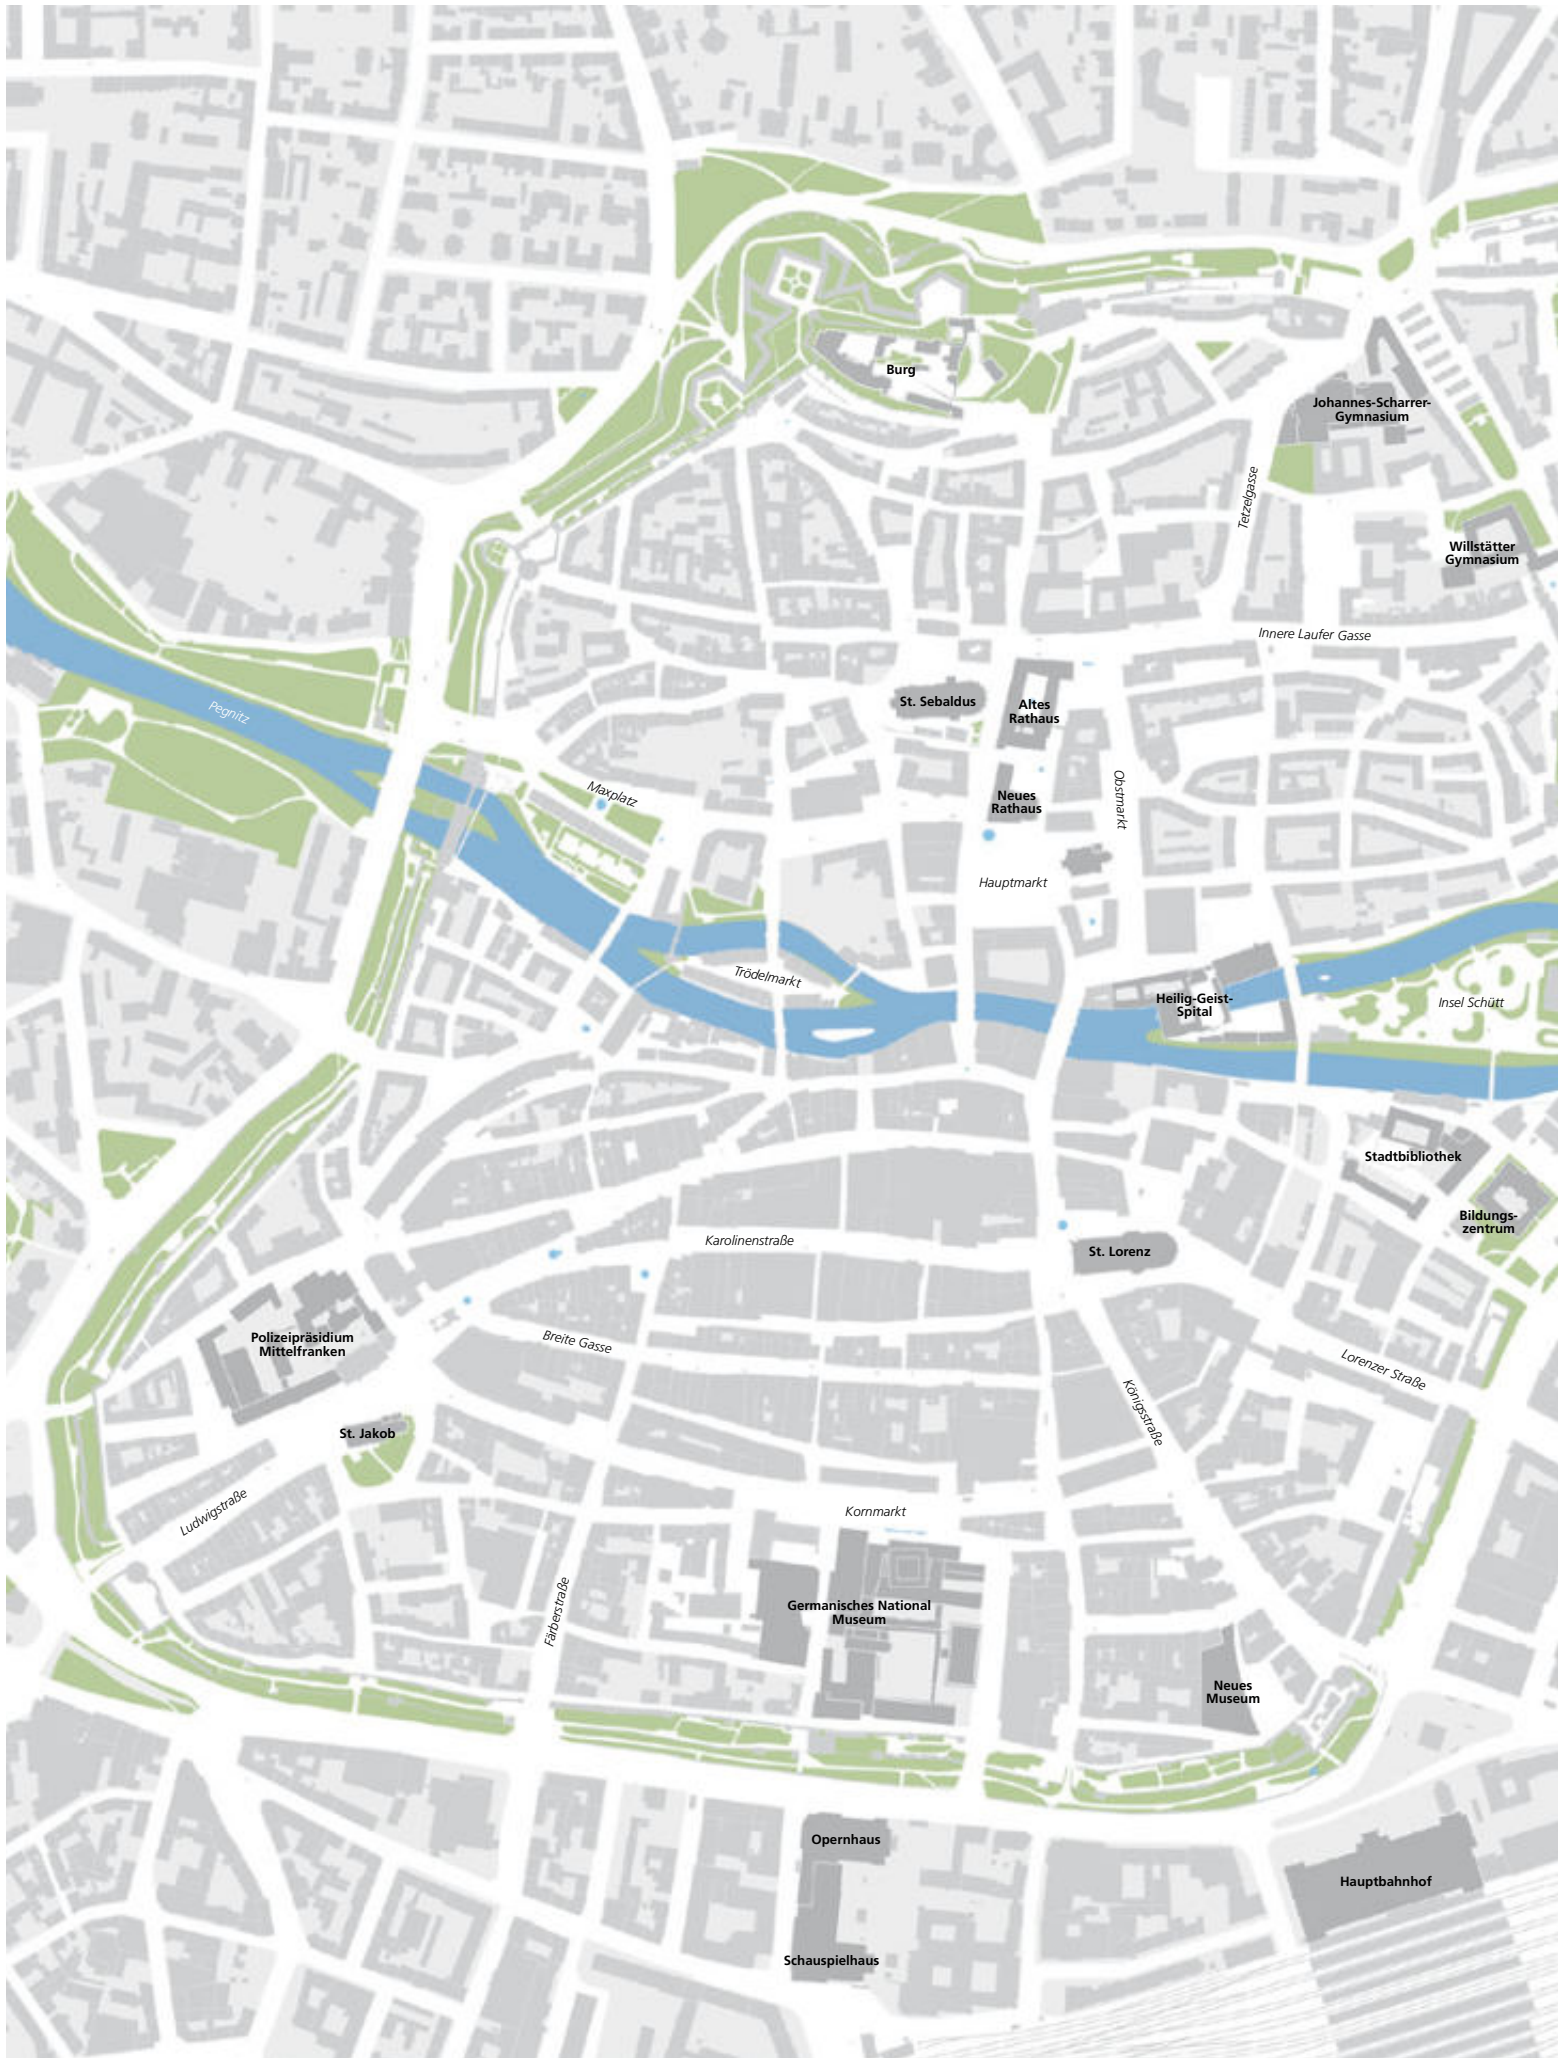 Burg
Johannes-Scharrer-
Gymnasium
Tetzelgasse
Willstätter
Gymnasium
Innere Laufer Gasse
Pegnitz
St. Sebaldus
Altes
Rathaus
Maxplatz
Neues
Rathaus
Obstmarkt
Hauptmarkt
Trödelmarkt
Heilig-Geist-
Spital
Insel Schütt
Stadtbibliothek
Bildungs-
zentrum
Karolinenstraße
St. Lorenz
Polizeipräsidium
Mittelfranken
Breite Gasse
Lorenzer Straße
Königsstraße
St. Jakob
Ludwigstraße
Kornmarkt
Färberstraße
Germanisches National
Museum
Neues
Museum
Opernhaus
Hauptbahnhof
Schauspielhaus